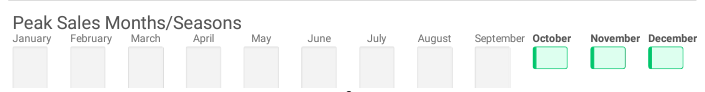 Peak Sales Months/Seasons
January February March April May June July August September October November December